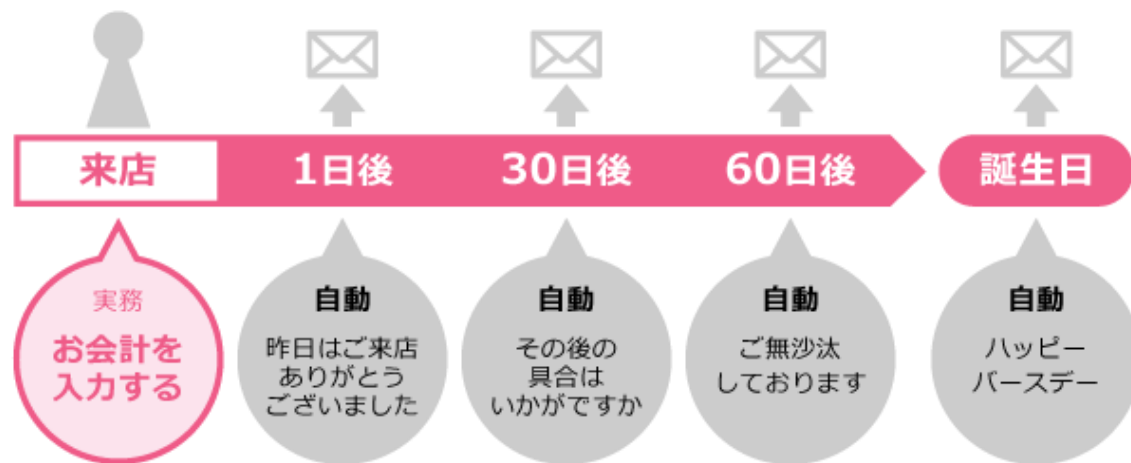 来店
1日後
30日後
60日後
誕生日
実務
お会計を
入力する
自動
昨日はご来店
ありがとう
ございました
自動
その後の
具合は
いかがですか
自動
ご無沙汰
しております
自動
ハッピー
バースデー